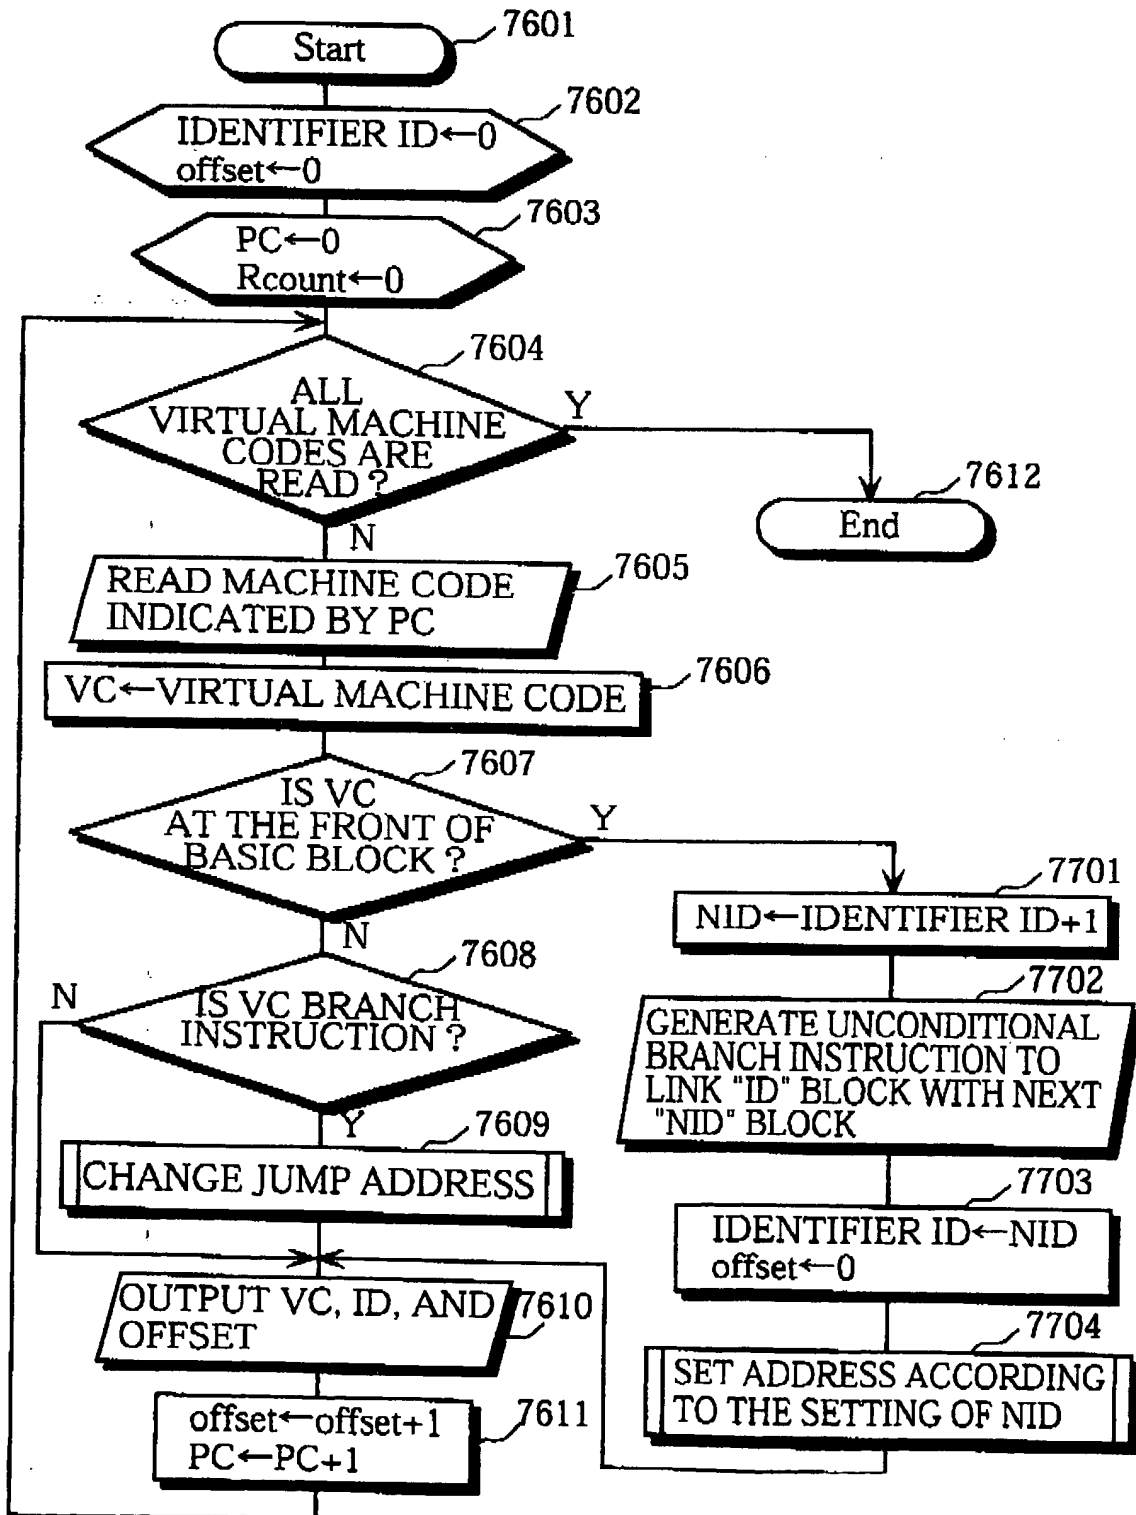 7601
Start
7602
IDENTIFIER ID←0
offset←0
7603
PC←0
Rcount←0
7604
ALL
VIRTUAL MACHINE
CODES ARE
READ ?
Y
N
7612
End
7605
READ MACHINE CODE
INDICATED BY PC
7606
VC←VIRTUAL MACHINE CODE
7607
IS VC
AT THE FRONT OF
BASIC BLOCK ?
Y
N
7701
NID←IDENTIFIER ID+1
7608
N
IS VC BRANCH
INSTRUCTION ?
Y
7702
GENERATE UNCONDITIONAL
BRANCH INSTRUCTION TO
LINK "ID" BLOCK WITH NEXT
"NID" BLOCK
7609
CHANGE JUMP ADDRESS
7703
IDENTIFIER ID←NID
offset←0
7610
OUTPUT VC, ID, AND
OFFSET
7704
SET ADDRESS ACCORDING
TO THE SETTING OF NID
7611
offset←offset+1
PC←PC+1